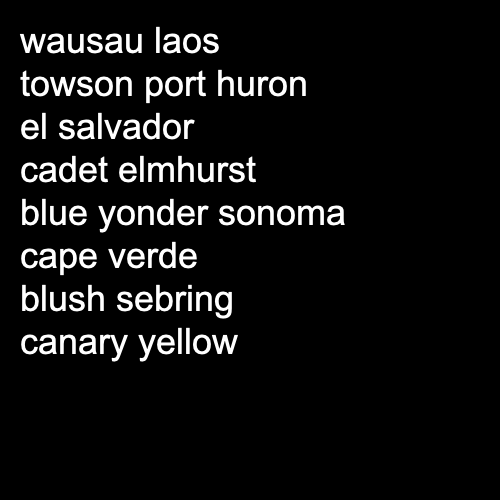 wausau laos
towson port huron
el salvador
cadet elmhurst
blue yonder sonoma
cape verde
blush sebring
canary yellow